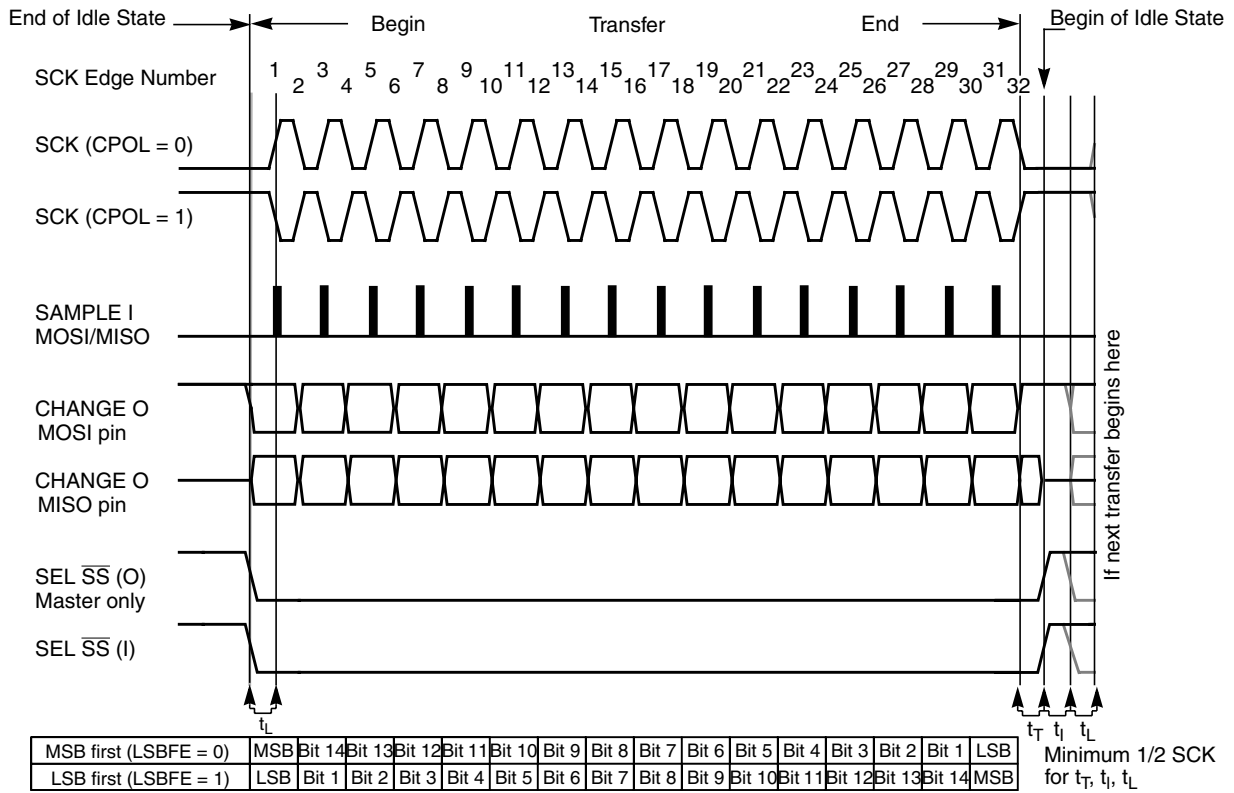 End of Idle State Begin Transfer End Begin of Idle State
SCK Edge Number 1 2 3 4 5 6 7 8 9 10 11 12 13 14 15 16 17 18 19 20 21 22 23 24 25 26 27 28 29 30 31 32
SCK (CPOL = 0)
SCK (CPOL = 1)
SAMPLE I
MOSI/MISO
CHANGE O
MOSI pin
CHANGE O
MISO pin
SEL SS (O)
Master only
SEL SS (I)
If next transfer begins here
tL tT tI tL
MSB first (LSBFE = 0) MSB Bit 14 Bit 13 Bit 12 Bit 11 Bit 10 Bit 9 Bit 8 Bit 7 Bit 6 Bit 5 Bit 4 Bit 3 Bit 2 Bit 1 LSB
LSB first (LSBFE = 1) LSB Bit 1 Bit 2 Bit 3 Bit 4 Bit 5 Bit 6 Bit 7 Bit 8 Bit 9 Bit 10 Bit 11 Bit 12 Bit 13 Bit 14 MSB
Minimum 1/2 SCK
for tT, tI, tL